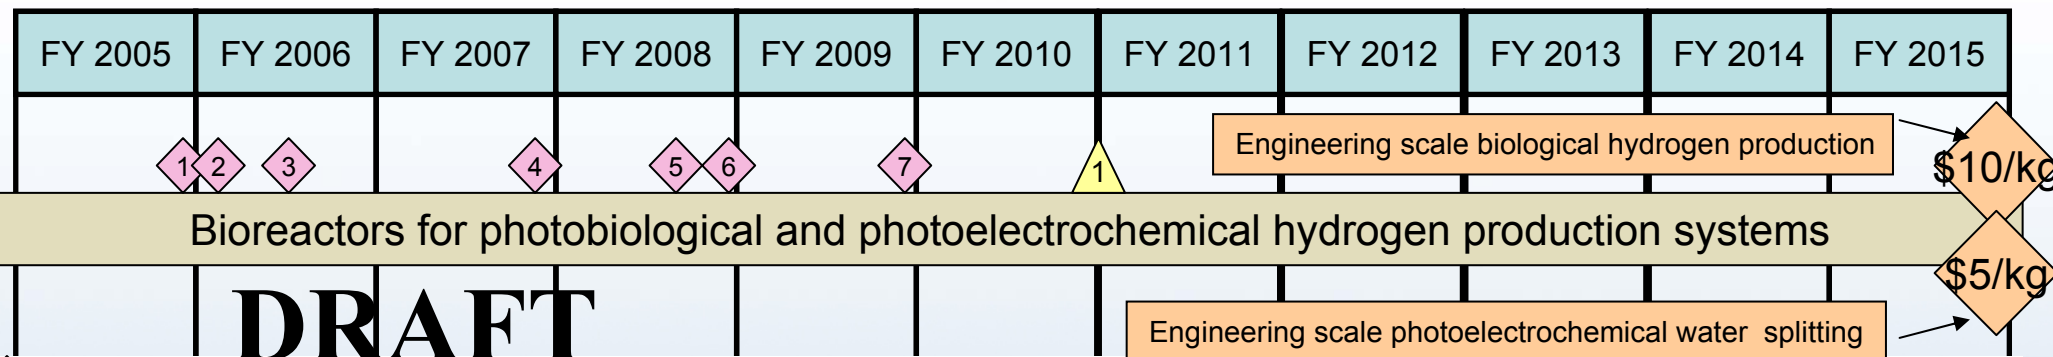 FY 2005 FY 2006 FY 2007 FY 2008 FY 2009 FY 2010 FY 2011 FY 2012 FY 2013 FY 2014 FY 2015
Engineering scale biological hydrogen production
1 2 3 4 5 6 7 1 $10/kg
Bioreactors for photobiological and photoelectrochemical hydrogen production systems
$5/kg
DRAFT
Engineering scale photoelectrochemical water splitting